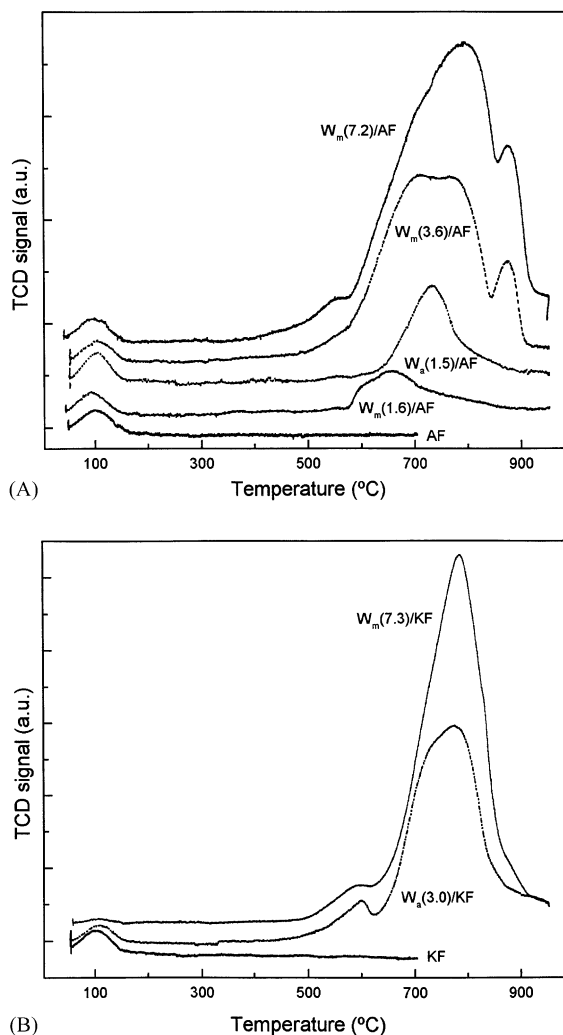 TCD signal (a.u.)
Wm(7.2)/AF
Wm(3.6)/AF
Wa(1.5)/AF
Wm(1.6)/AF
AF
100 300 500 700 900
(A)
Temperature (ºC)
TCD signal (a.u.)
Wm(7.3)/KF
Wa(3.0)/KF
KF
100 300 500 700 900
(B)
Temperature (ºC)